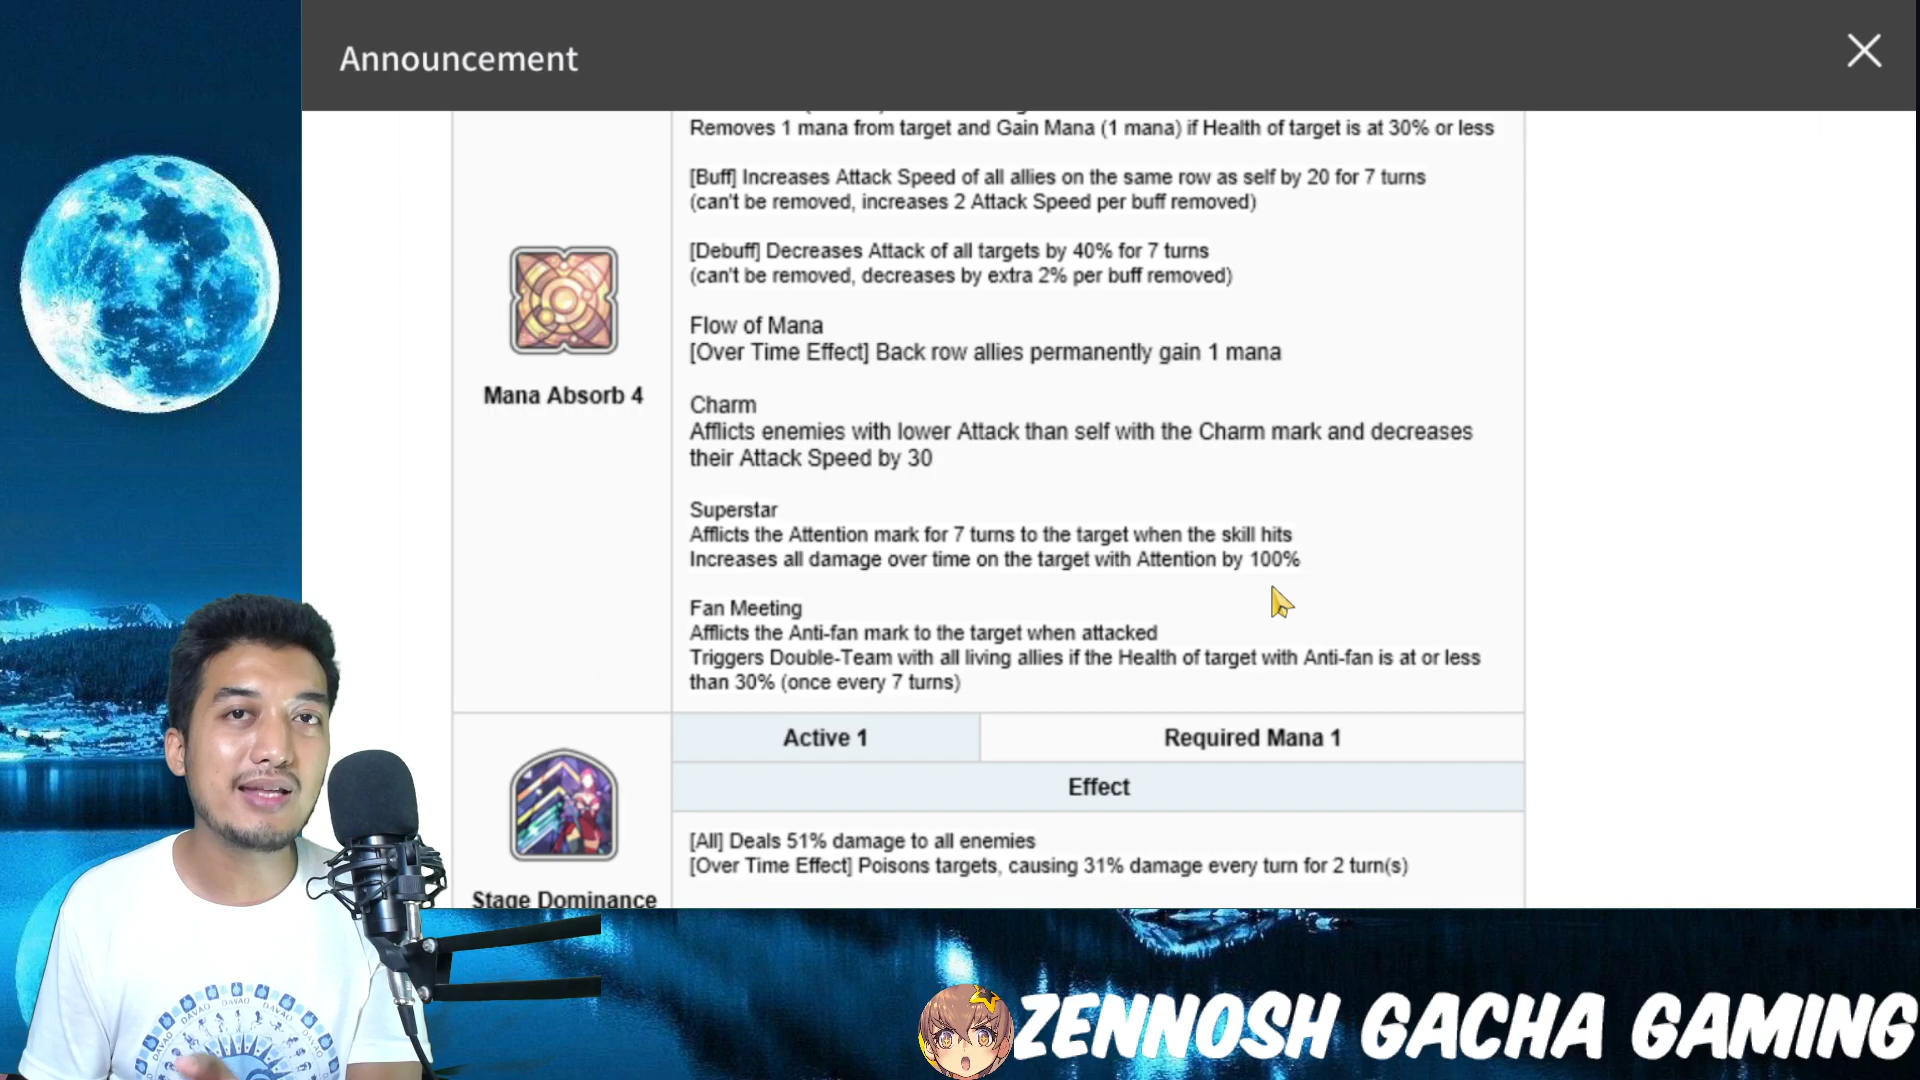 Announcement
Removes 1 mana from target and Gain Mana (1 mana) if Health of target is at 30% or less
[Buff] Increases Attack Speed of all allies on the same row as self by 20 for 7 turns
(can't be removed, increases 2 Attack Speed per buff removed)
[Debuff] Decreases Attack of all targets by 40% for 7 turns
(can't be removed, decreases by extra 2% per buff removed)
Flow of Mana
[Over Time Effect] Back row allies permanently gain 1 mana
Mana Absorb 4
Charm
Afflicts enemies with lower Attack than self with the Charm mark and decreases
their Attack Speed by 30
Superstar
Afflicts the Attention mark for 7 turns to the target when the skill hits
Increases all damage over time on the target with Attention by 100%
Fan Meeting
Afflicts the Anti-fan mark to the target when attacked
Triggers Double-Team with all living allies if the Health of target with Anti-fan is at or less
than 30% (once every 7 turns)
Active 1
Required Mana 1
Effect
[All] Deals 51% damage to all enemies
[Over Time Effect] Poisons targets, causing 31% damage every turn for 2 turn(s)
Stage Dominance
DAVAO DAVAO DAVAO DAVAO DAVAO
ZENNOSH GACHA GAMING